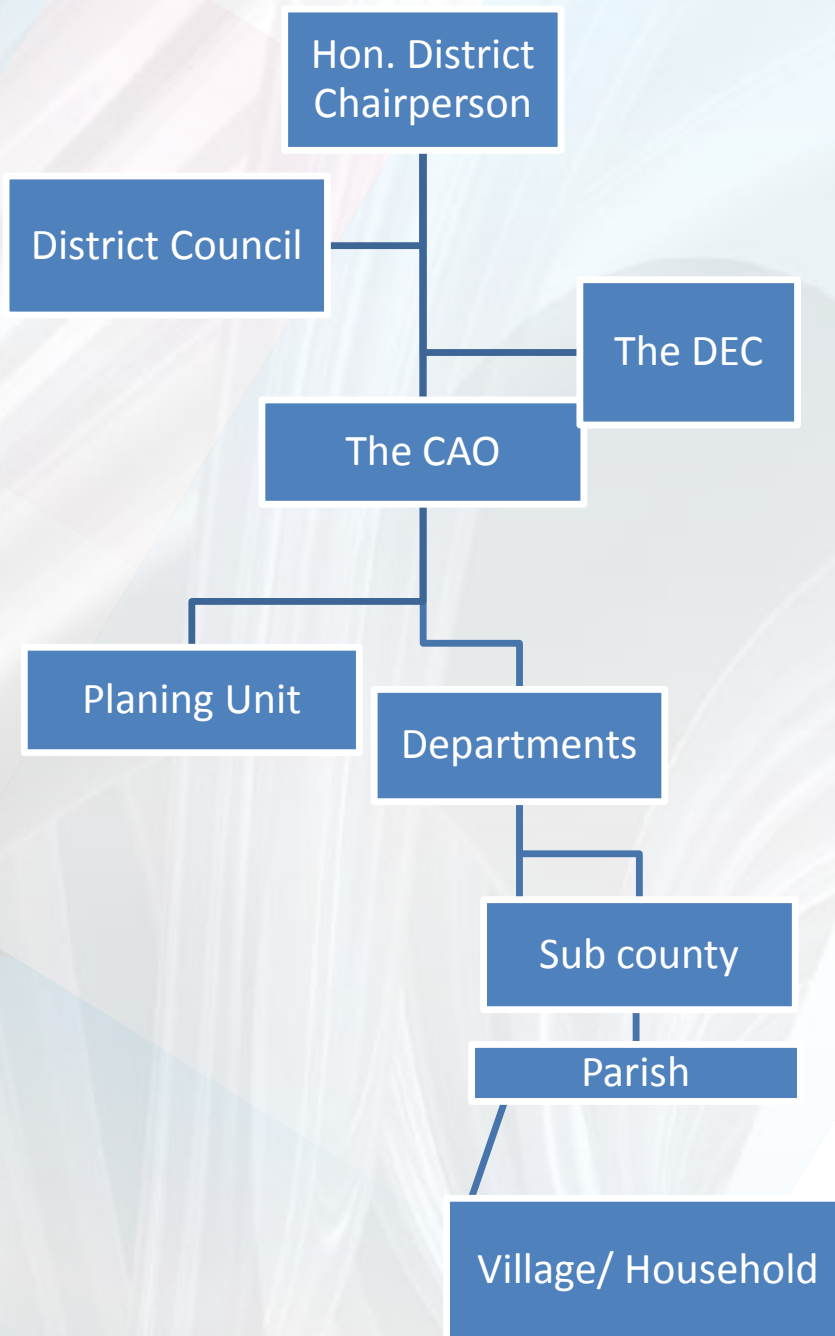 Hon. District
Chairperson
District Council
The DEC
The CAO
Planing Unit
Departments
Sub county
Parish
Village/ Household